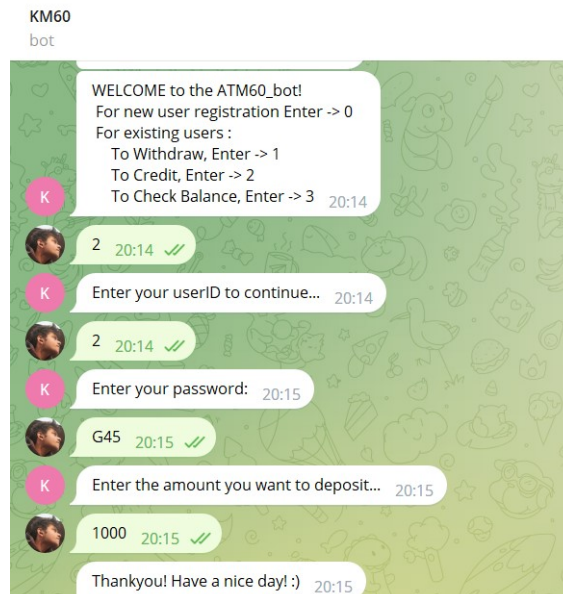 KM60
bot
WELCOME to the ATM60_bot!
For new user registration Enter -> 0
For existing users :
To Withdraw, Enter -> 1
To Credit, Enter -> 2
To Check Balance, Enter -> 3 20:14
K
2 20:14
K
Enter your userID to continue... 20:14
2 20:14
K
Enter your password: 20:15
G45 20:15
K
Enter the amount you want to deposit... 20:15
1000 20:15
Thankyou! Have a nice day! :) 20:15